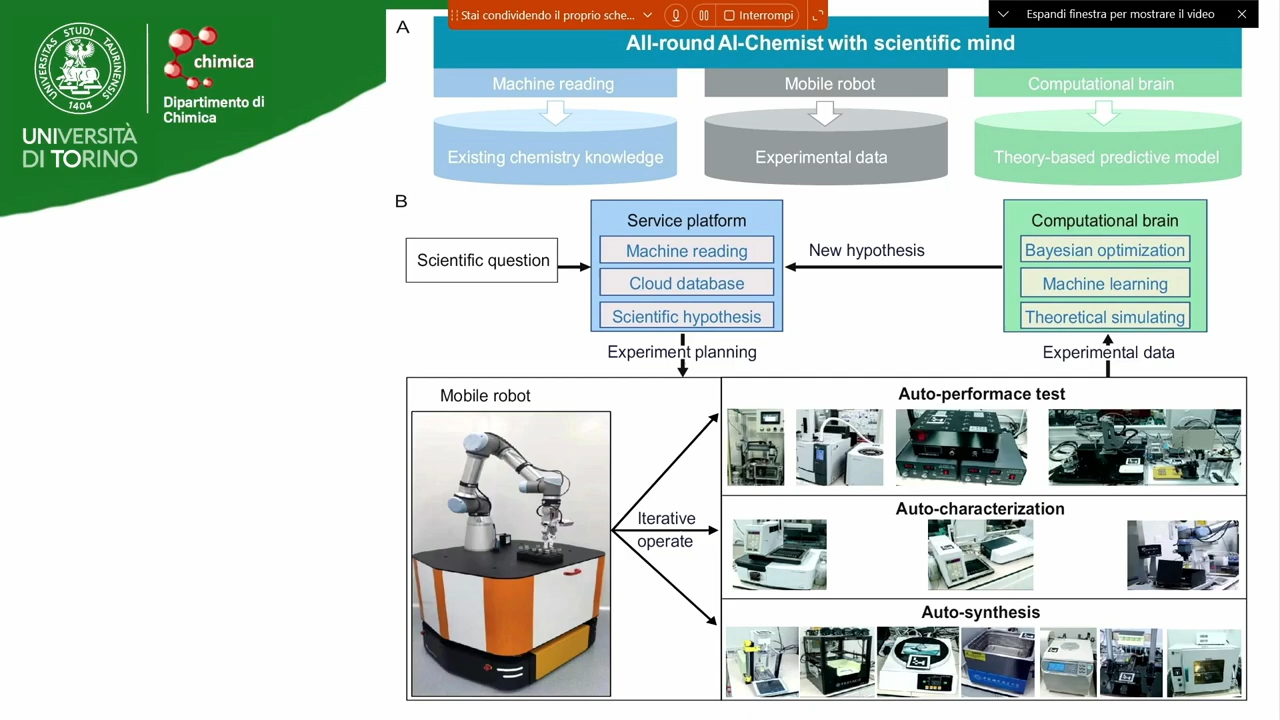 UNIVERSITAS STUDII TAURINENSIS
1404
UNIVERSITÀ
DI TORINO
chimica
Dipartimento di
Chimica
Stai condividendo il proprio sche...
Interrompi
Espandi finestra per mostrare il video
A
All-round AI-Chemist with scientific mind
Machine reading
Mobile robot
Computational brain
Existing chemistry knowledge
Experimental data
Theory-based predictive model
B
Scientific question
Service platform
Machine reading
Cloud database
Scientific hypothesis
New hypothesis
Computational brain
Bayesian optimization
Machine learning
Theoretical simulating
Experiment planning
Experimental data
Mobile robot
Iterative
operate
Auto-performace test
Auto-characterization
Auto-synthesis